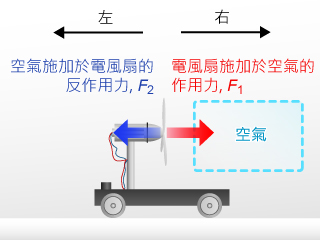 左
右
空氣施加於電風扇的
反作用力, F2
電風扇施加於空氣的
作用力, F1
空氣